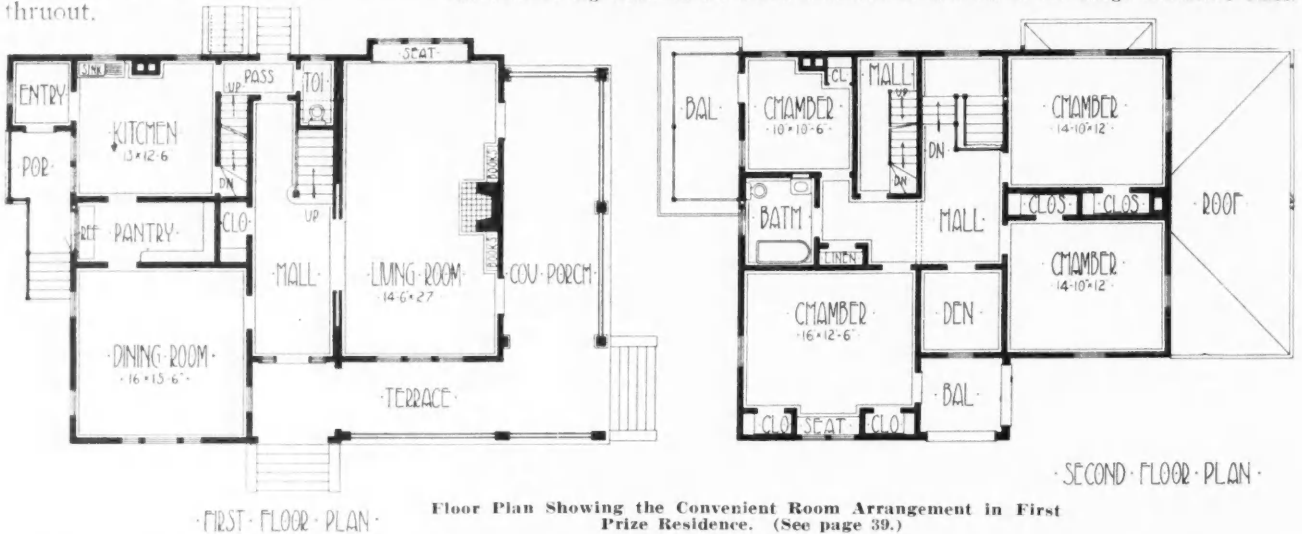 thruout.
SEAT
SINK
PASS
TOI
ENTRY
UP
KITCHEN
13×12-6
POR
DN
UP
BOOKS
REF
PANTRY
CLO
HALL
LIVING·ROOM
14-6×27
BOOKS
COV·PORCH
DINING·ROOM
16×15-6
·TERRACE·
·FIRST·FLOOR·PLAN·
BAL
CHAMBER
10×10-6
CL
HALL
UP
DN
DN
CHAMBER
14-10×12
BATH
LINEN
HALL
CLOS
CLOS
ROOF
CHAMBER
16×12-6
DEN
CHAMBER
14-10×12
CLO
SEAT
CLO
BAL
·SECOND·FLOOR·PLAN·
Floor Plan Showing the Convenient Room Arrangement in First
Prize Residence. (See page 39.)